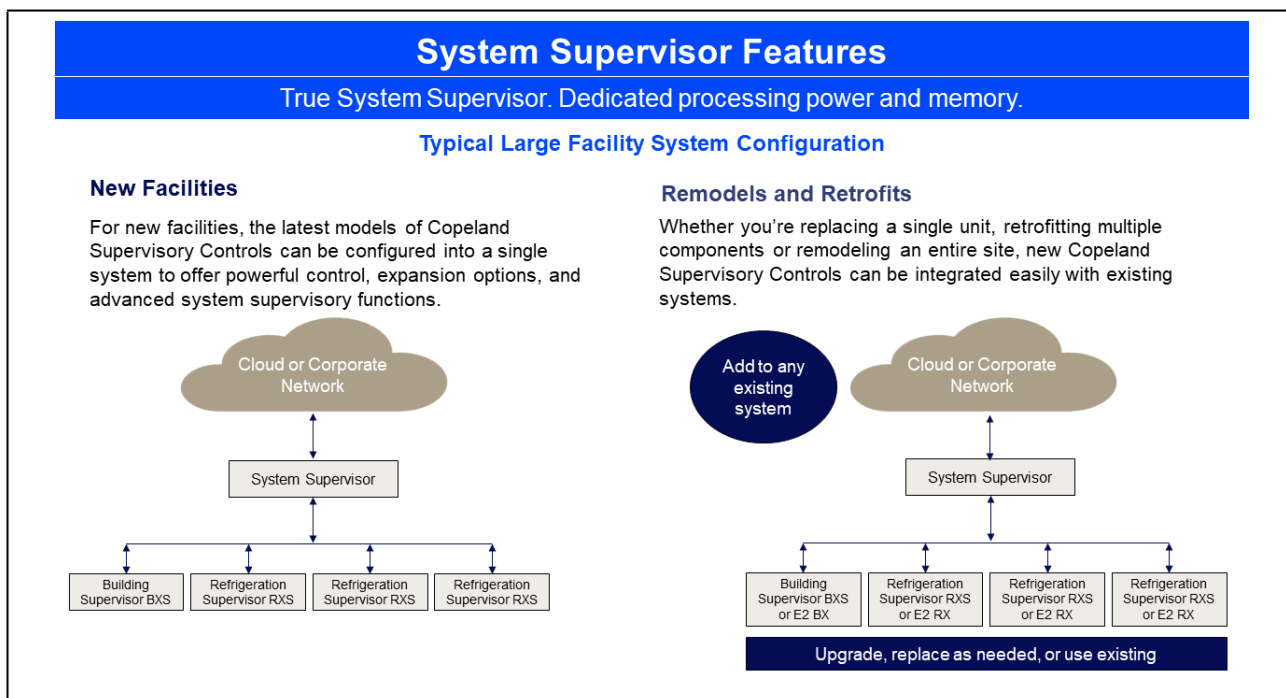 System Supervisor Features
True System Supervisor. Dedicated processing power and memory.
Typical Large Facility System Configuration
New Facilities
For new facilities, the latest models of Copeland
Supervisory Controls can be configured into a single
system to offer powerful control, expansion options, and
advanced system supervisory functions.
Cloud or Corporate
Network
System Supervisor
Building
Supervisor BXS
Refrigeration
Supervisor RXS
Refrigeration
Supervisor RXS
Refrigeration
Supervisor RXS
Remodels and Retrofits
Whether you’re replacing a single unit, retrofitting multiple
components or remodeling an entire site, new Copeland
Supervisory Controls can be integrated easily with existing
systems.
Add to any
existing
system
Cloud or Corporate
Network
System Supervisor
Building
Supervisor BXS
or E2 BX
Refrigeration
Supervisor RXS
or E2 RX
Refrigeration
Supervisor RXS
or E2 RX
Refrigeration
Supervisor RXS
or E2 RX
Upgrade, replace as needed, or use existing